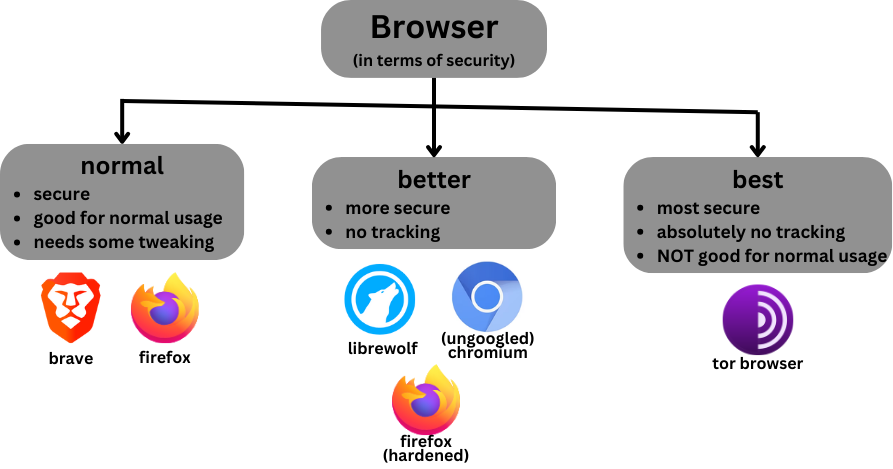 Browser
(in terms of security)
normal
• secure
• good for normal usage
• needs some tweaking
better
• more secure
• no tracking
best
• most secure
• absolutely no tracking
• NOT good for normal usage
brave
firefox
librewolf
(ungoogled)
chromium
firefox
(hardened)
tor browser